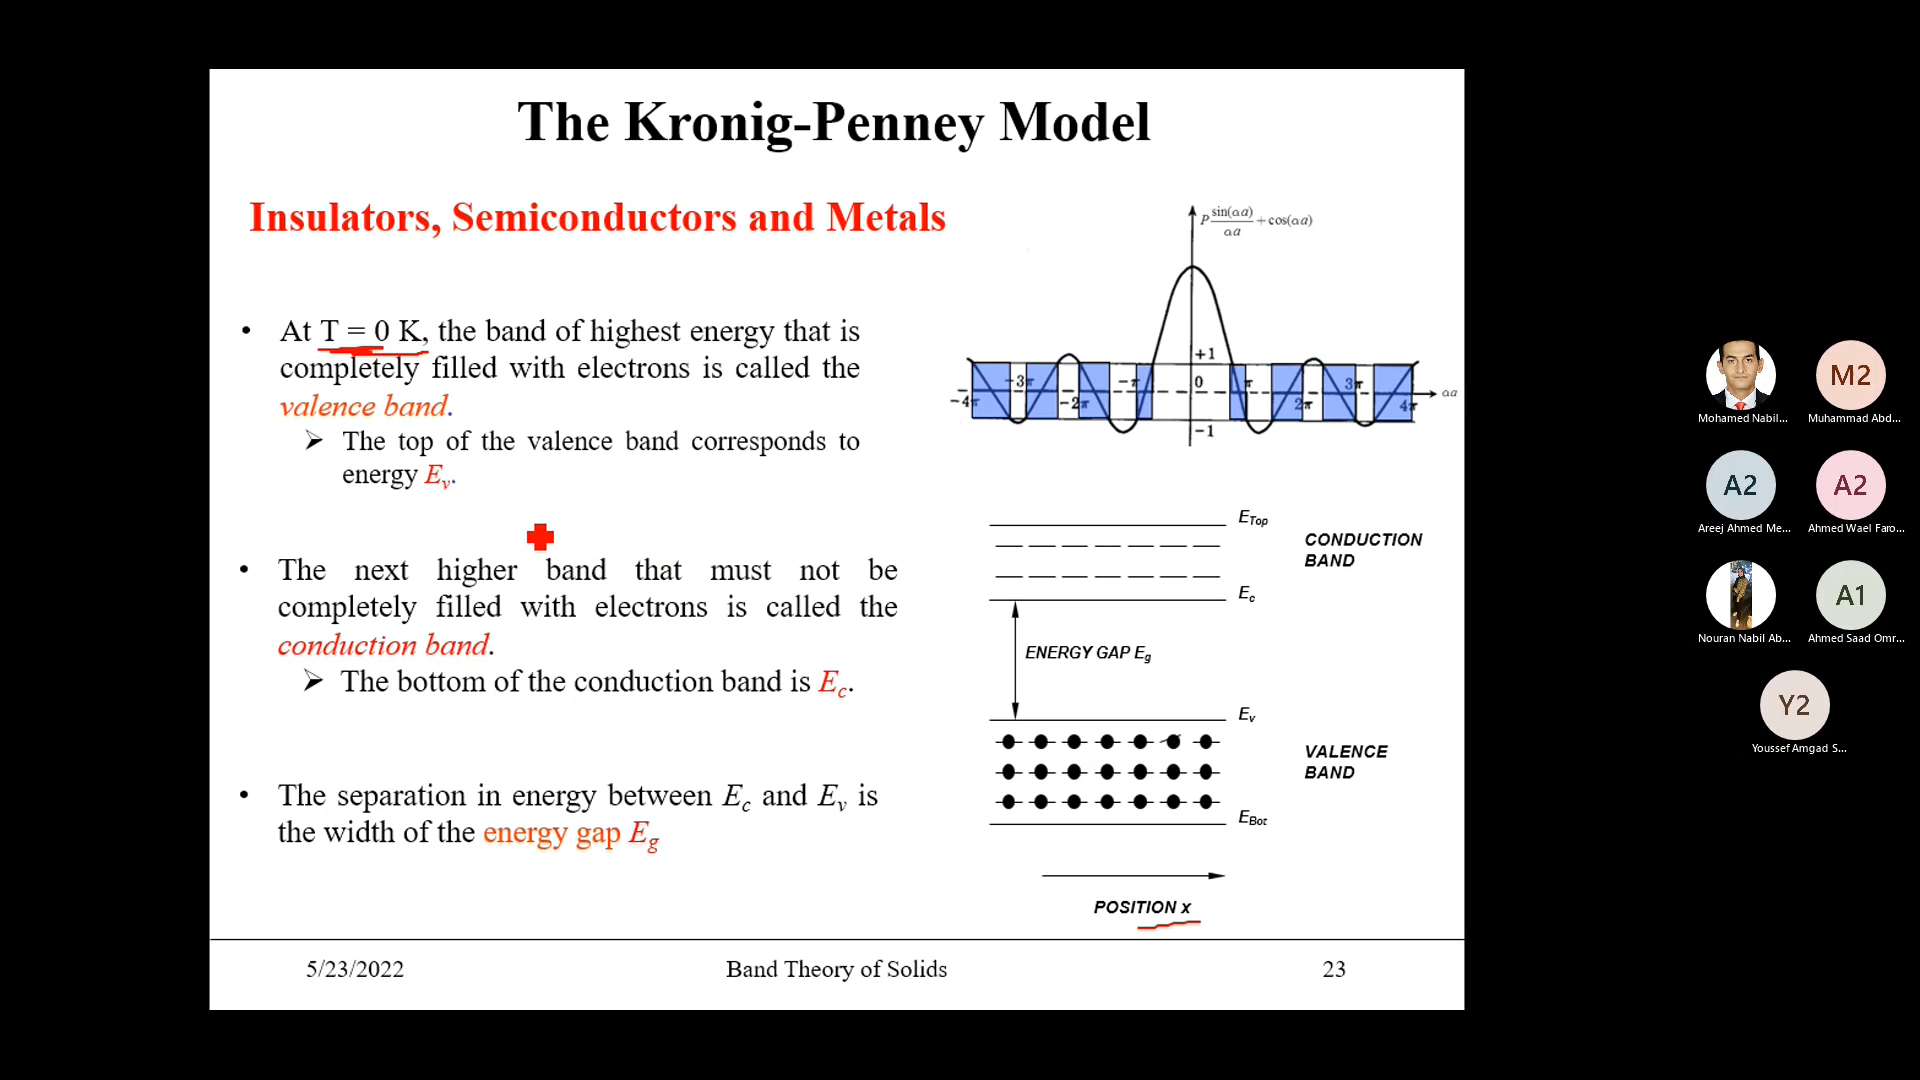 The Kronig-Penney Model
Insulators, Semiconductors and Metals
• At T = 0 K, the band of highest energy that is
completely filled with electrons is called the
valence band.
➢ The top of the valence band corresponds to
energy Ev.
• The next higher band that must not be
completely filled with electrons is called the
conduction band.
➢ The bottom of the conduction band is Ec.
• The separation in energy between Ec and Ev is
the width of the energy gap Eg
P sin(αa)/αa + cos(αa)
+1
-4π -3π -2π -π 0 π 2π 3π 4π αa
-1
ETop
CONDUCTION
BAND
Ec
ENERGY GAP Eg
Ev
VALENCE
BAND
EBot
POSITION x
5/23/2022 Band Theory of Solids 23
Mohamed Nabil...
M2
Muhammad Abd...
A2
Areej Ahmed Me...
A2
Ahmed Wael Faro...
Nouran Nabil Ab...
A1
Ahmed Saad Omr...
Y2
Youssef Amgad S...